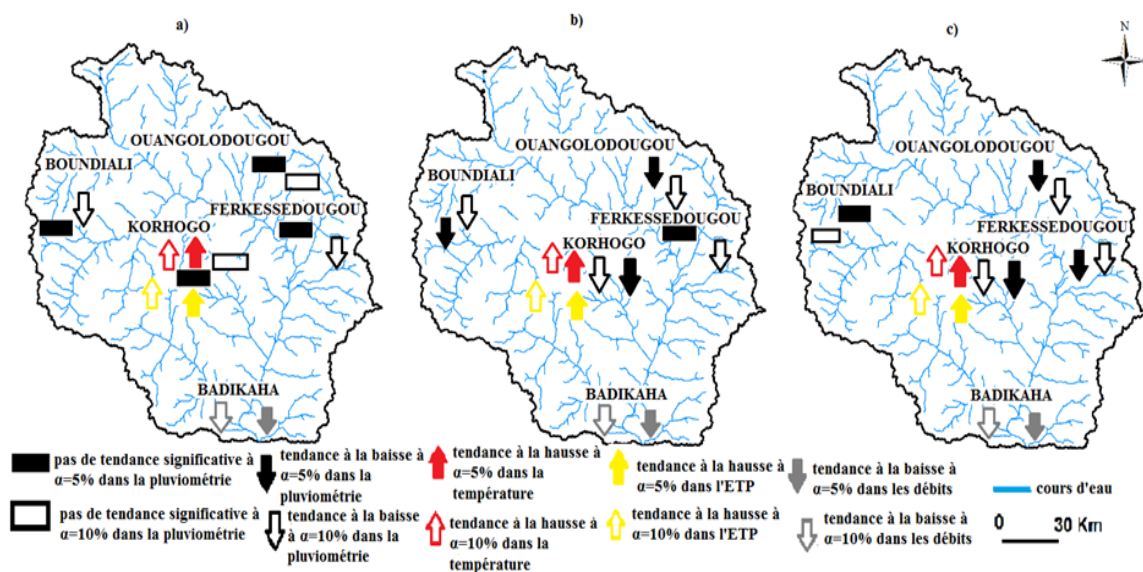 a)
b)
c)
N
OUANGOLODOUGOU
BOUNDIALI
FERKESSEDOUGOU
KORHOGO
BADIKAHA
OUANGOLODOUGOU
BOUNDIALI
FERKESSEDOUGOU
KORHOGO
BADIKAHA
OUANGOLODOUGOU
BOUNDIALI
FERKESSEDOUGOU
KORHOGO
BADIKAHA
pas de tendance significative à
α=5% dans la pluviométrie
pas de tendance significative à
α=10% dans la pluviométrie
tendance à la baisse à
α=5% dans la
pluviométrie
tendance à la baisse
à α=10% dans la
pluviométrie
tendance à la hausse à
α=5% dans la
température
tendance à la hausse à
α=10% dans la
température
tendance à la hausse à
α=5% dans l'ETP
tendance à la hausse à
α=10% dans l'ETP
tendance à la baisse à
α=5% dans les débits
tendance à la baisse à
α=10% dans les débits
cours d'eau
0 30 Km